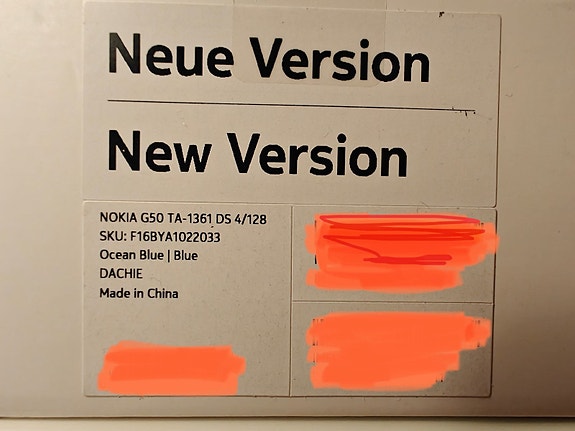 Neue Version
New Version
NOKIA G50 TA-1361 DS 4/128
SKU: F16BYA1022033
Ocean Blue | Blue
DACHIE
Made in China